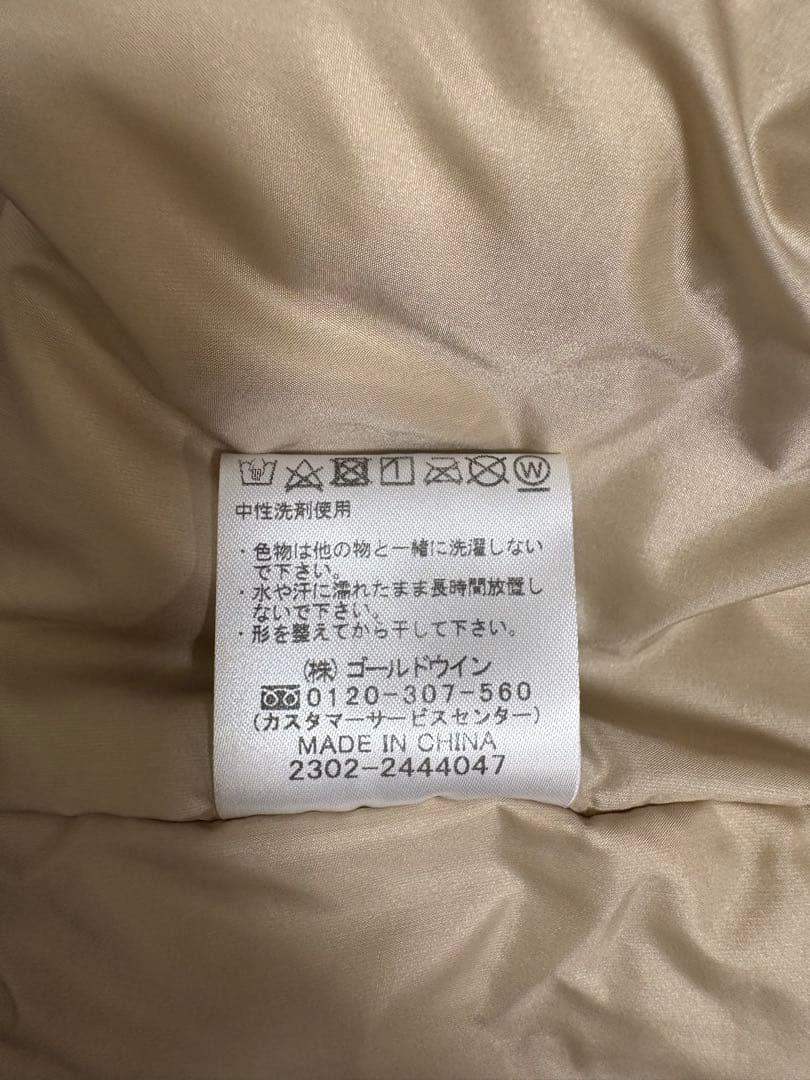 W
中性洗剤使用
・色物は他の物と一緒に洗濯しない
で下さい。
・水や汗に濡れたまま長時間放置し
ないで下さい。
・形を整えてから干して下さい。
(株)ゴールドウイン
0120-307-560
(カスタマーサービスセンター)
MADE IN CHINA
2302-2444047